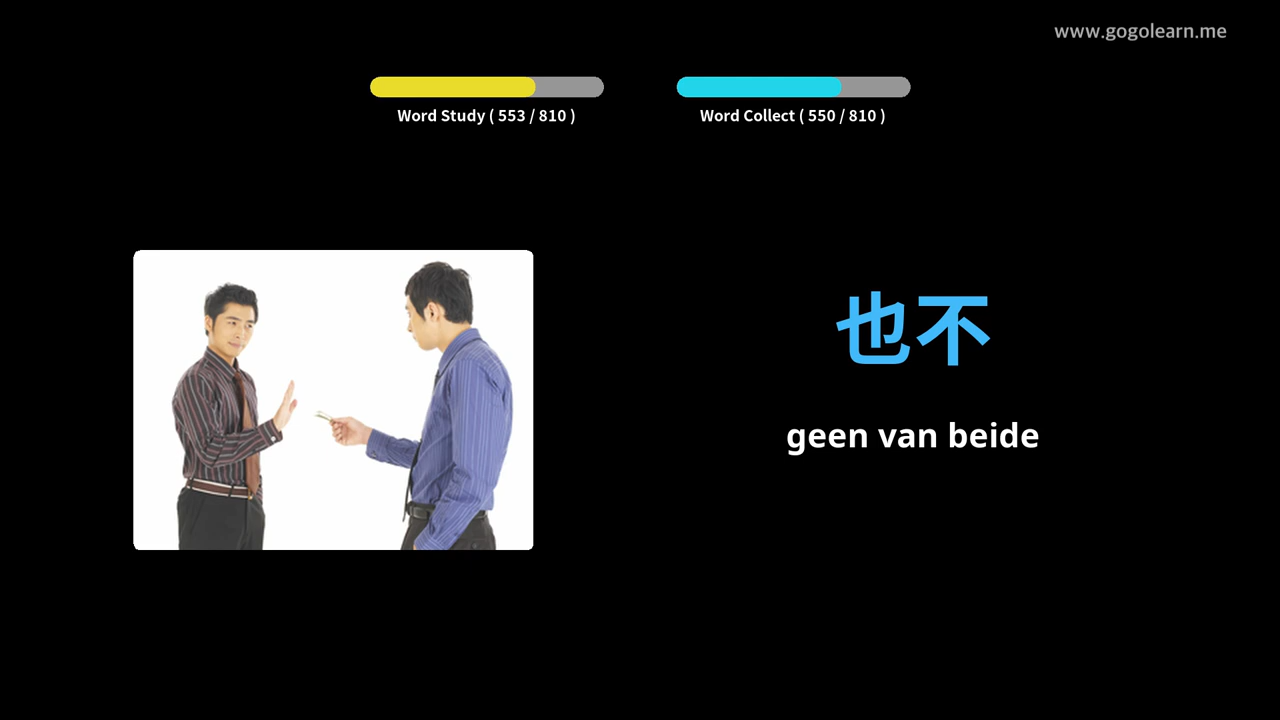 www.gogolearn.me
Word Study ( 553 / 810 )
Word Collect ( 550 / 810 )
也不
geen van beide